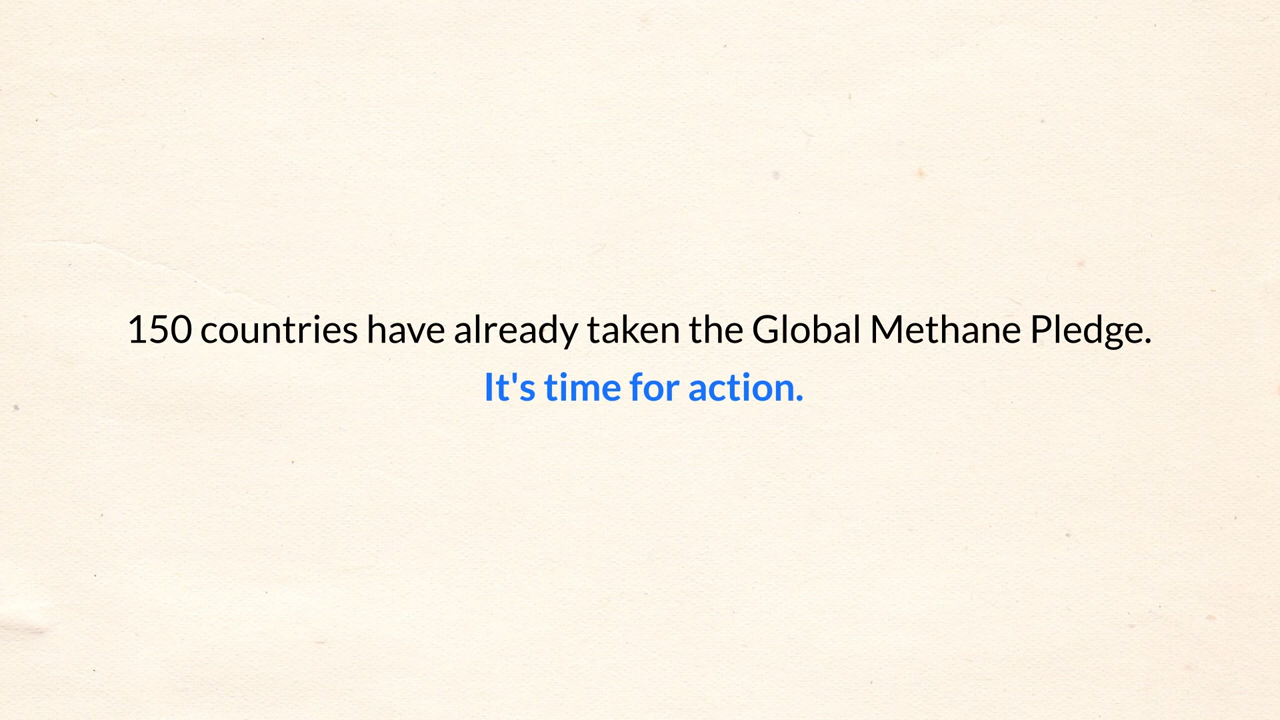 150 countries have already taken the Global Methane Pledge.
It's time for action.